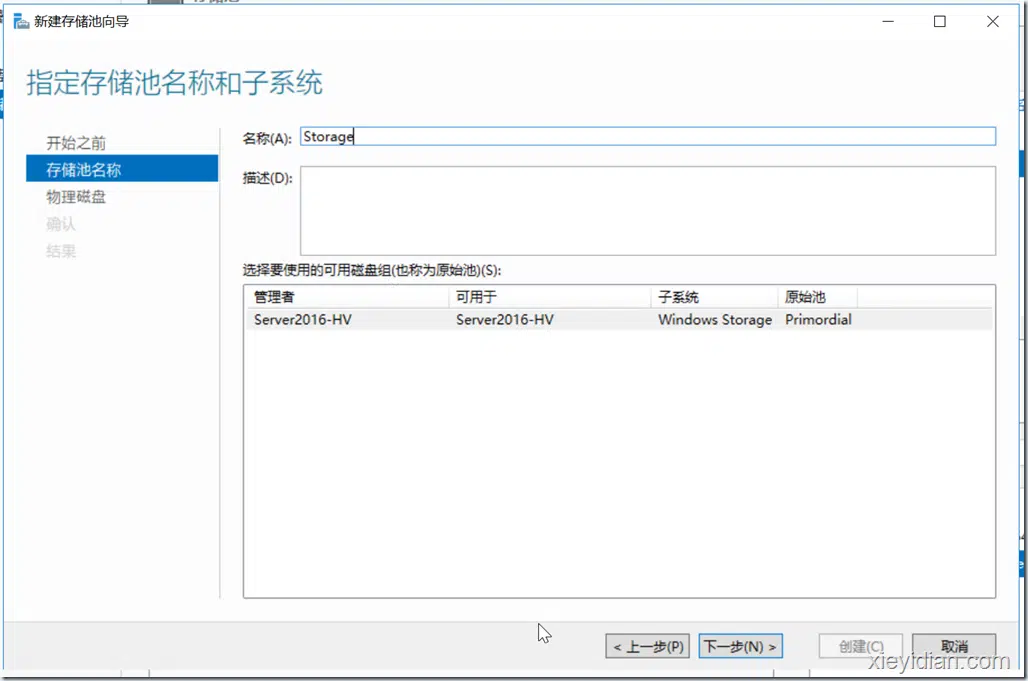 新建存储池向导
指定存储池名称和子系统
开始之前
存储池名称
物理磁盘
确认
结果
名称(A): Storage
描述(D):
选择要使用的可用磁盘组(也称为原始池)(S):
管理者 可用于 子系统 原始池
Server2016-HV Server2016-HV Windows Storage Primordial
< 上一步(P) 下一步(N) > 创建(C) 取消
xieyidian.com